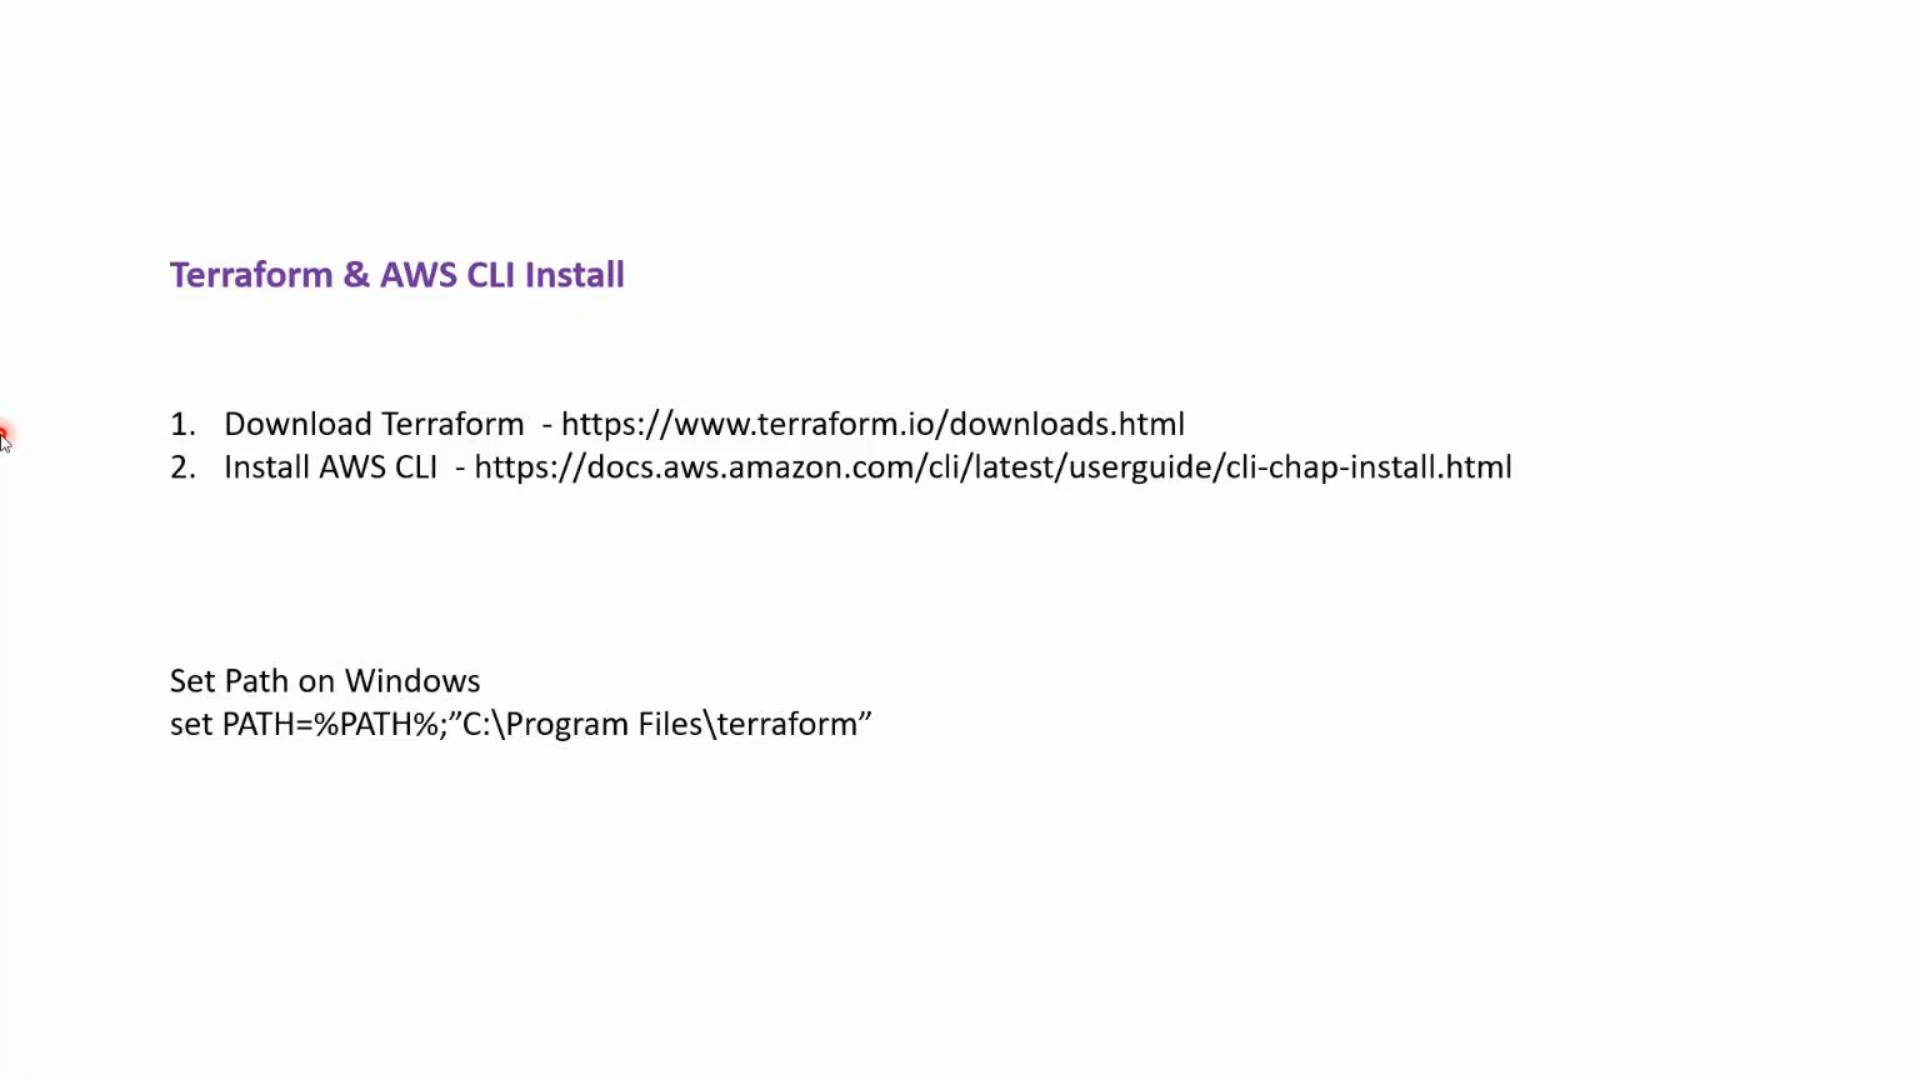 Terraform & AWS CLI Install
1. Download Terraform - https://www.terraform.io/downloads.html
2. Install AWS CLI - https://docs.aws.amazon.com/cli/latest/userguide/cli-chap-install.html
Set Path on Windows
set PATH=%PATH%;”C:\Program Files\terraform”